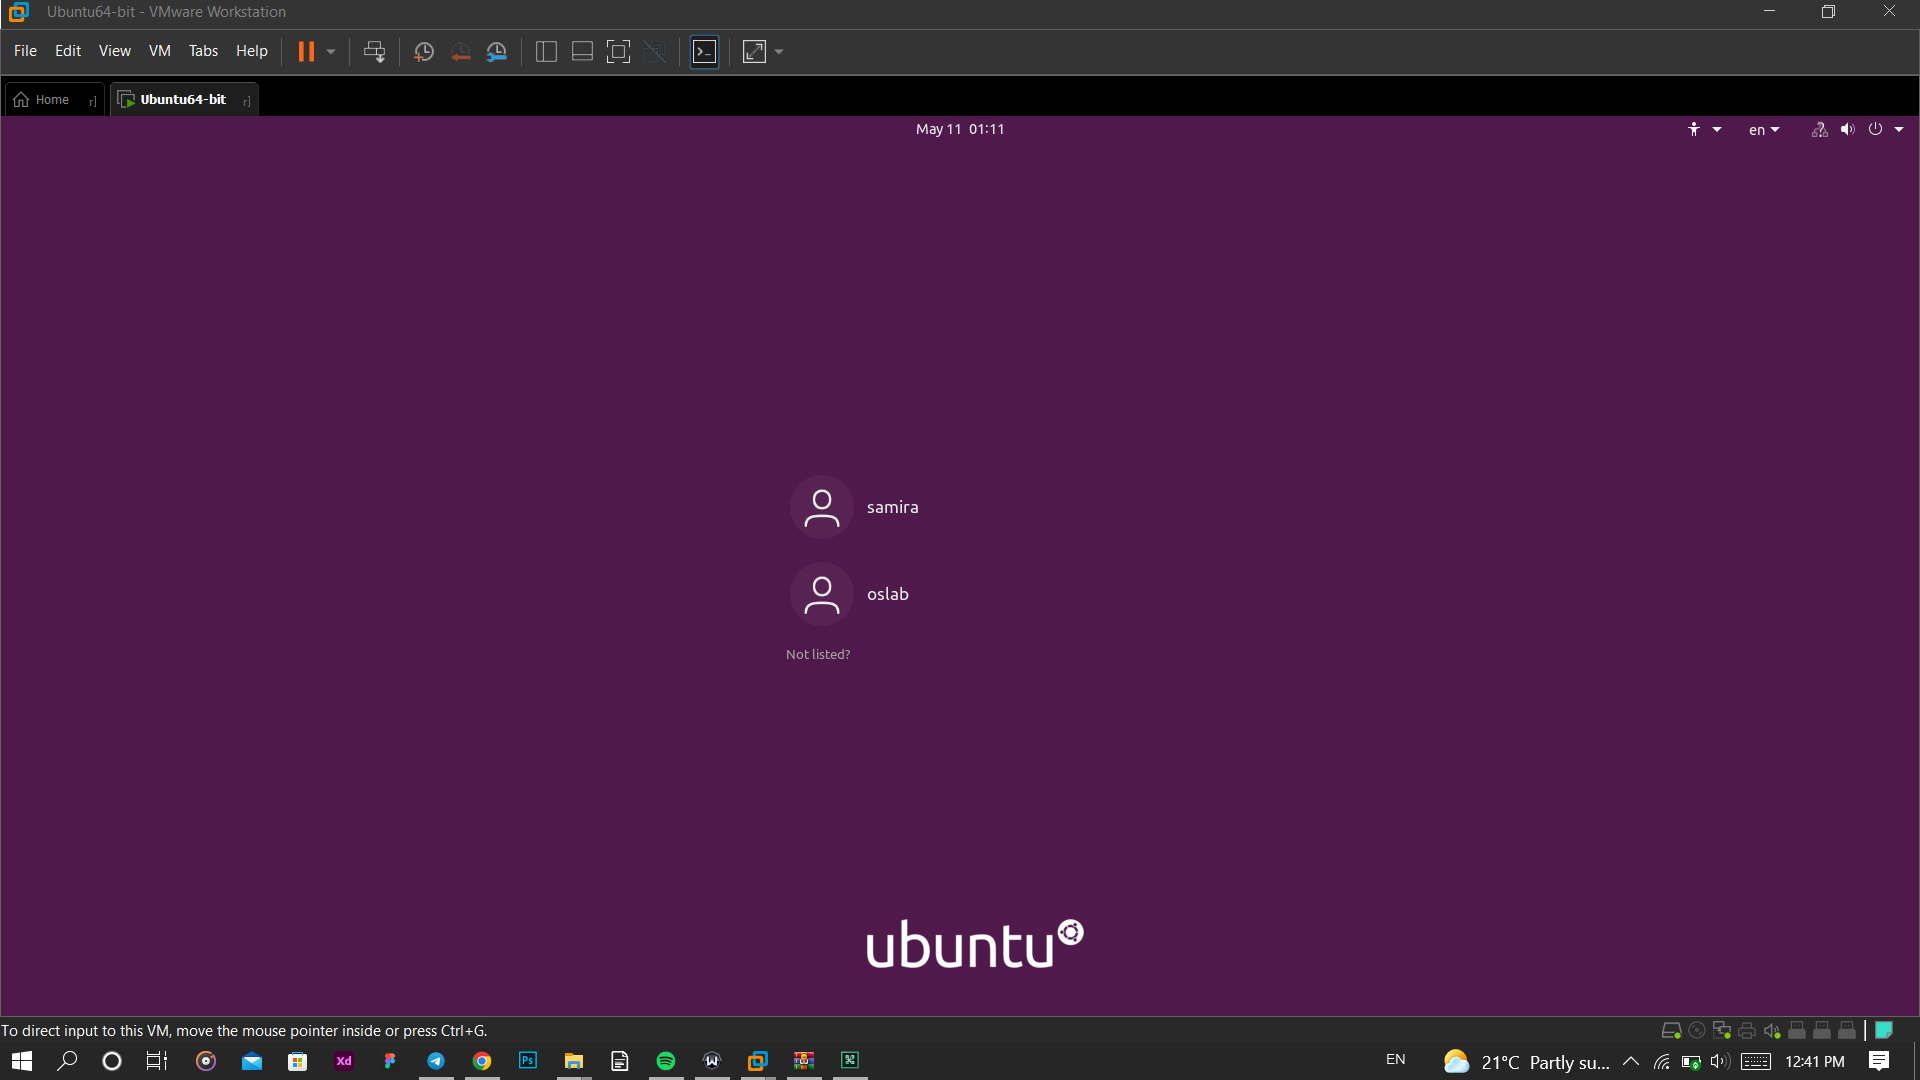 Ubuntu64-bit - VMware Workstation
File Edit View VM Tabs Help
Home Ubuntu64-bit
May 11 01:11
en
samira
oslab
Not listed?
ubuntu
To direct input to this VM, move the mouse pointer inside or press Ctrl+G.
Xd Ps EN 21°C Partly su... 12:41 PM